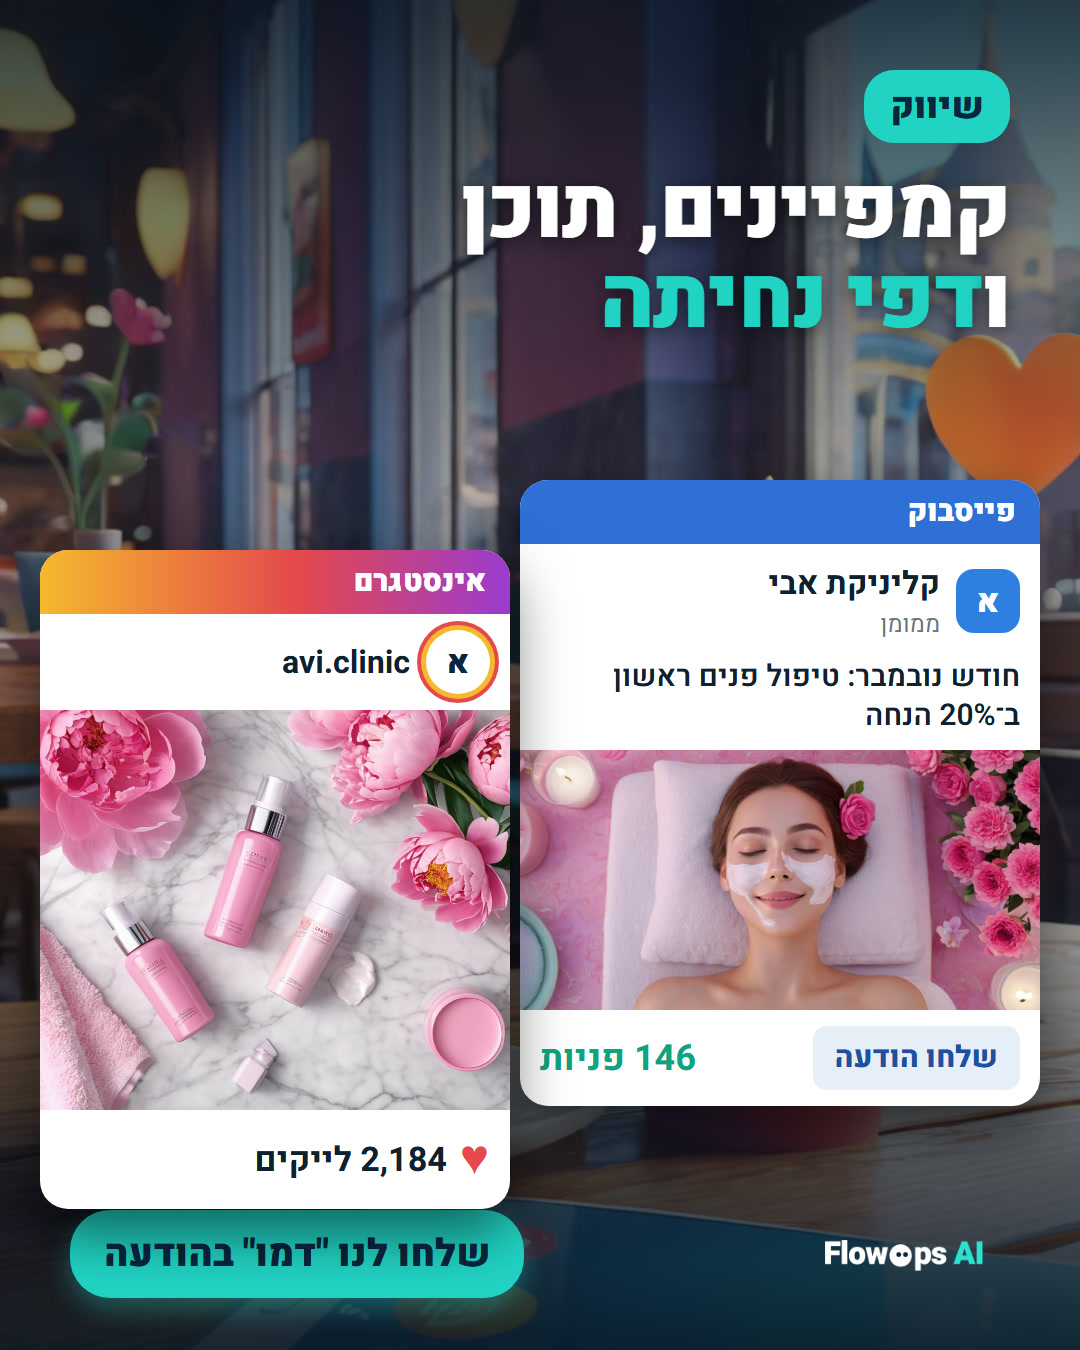 שיווק
קמפיינים, תוכן
ודפי נחיתה
פייסבוק
א
קליניקת אבי
ממומן
חודש נובמבר: טיפול פנים ראשון
ב־20% הנחה
שלחו הודעה
146 פניות
אינסטגרם
א
avi.clinic
♥ 2,184 לייקים
שלחו לנו "דמו" בהודעה
FlowOps AI